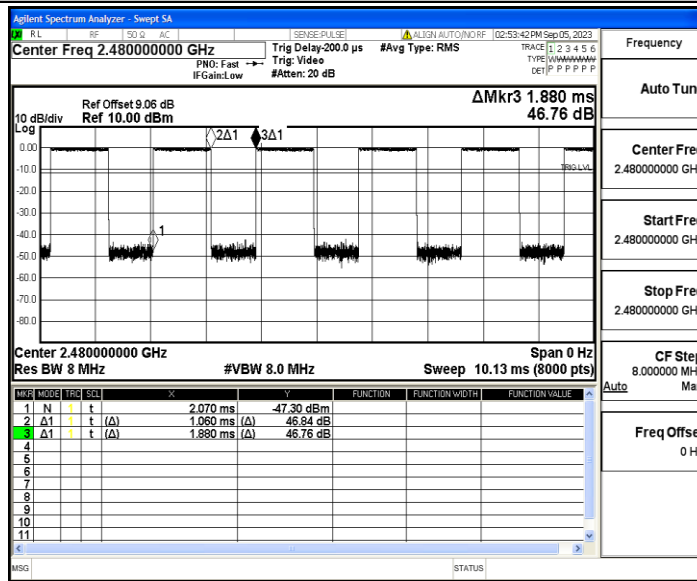 Agilent Spectrum Analyzer - Swept SA
RL RF 50 Ω AC SENSE:PULSE ALIGN AUTO/NO RF 02:53:42 PM Sep 05, 2023
Center Freq 2.480000000 GHz
PNO: Fast
IFGain:Low
Trig Delay-200.0 µs
Trig: Video
#Atten: 20 dB
#Avg Type: RMS
TRACE 1 2 3 4 5 6
TYPE WWWWWW
DET P P P P P P
Frequency
Auto Tun
Center Fre
2.480000000 GH
Start Fre
2.480000000 GH
Stop Fre
2.480000000 GH
CF Step
8.000000 MH
Auto Ma
Freq Offse
0 H
Ref Offset 9.06 dB
10 dB/div Ref 10.00 dBm
ΔMkr3 1.880 ms
46.76 dB
Log
0.00
-10.0
-20.0
-30.0
-40.0
-50.0
-60.0
-70.0
-80.0
2Δ1
3Δ1
1
TRIG LVL
Center 2.480000000 GHz Span 0 Hz
Res BW 8 MHz #VBW 8.0 MHz Sweep 10.13 ms (8000 pts)
MKR MODE TRC SCL X Y FUNCTION FUNCTION WIDTH FUNCTION VALUE
1 N 1 t 2.070 ms -47.30 dBm
2 Δ1 1 t (Δ) 1.060 ms (Δ) 46.84 dB
3 Δ1 1 t (Δ) 1.880 ms (Δ) 46.76 dB
4
5
6
7
8
9
10
11
MSG STATUS